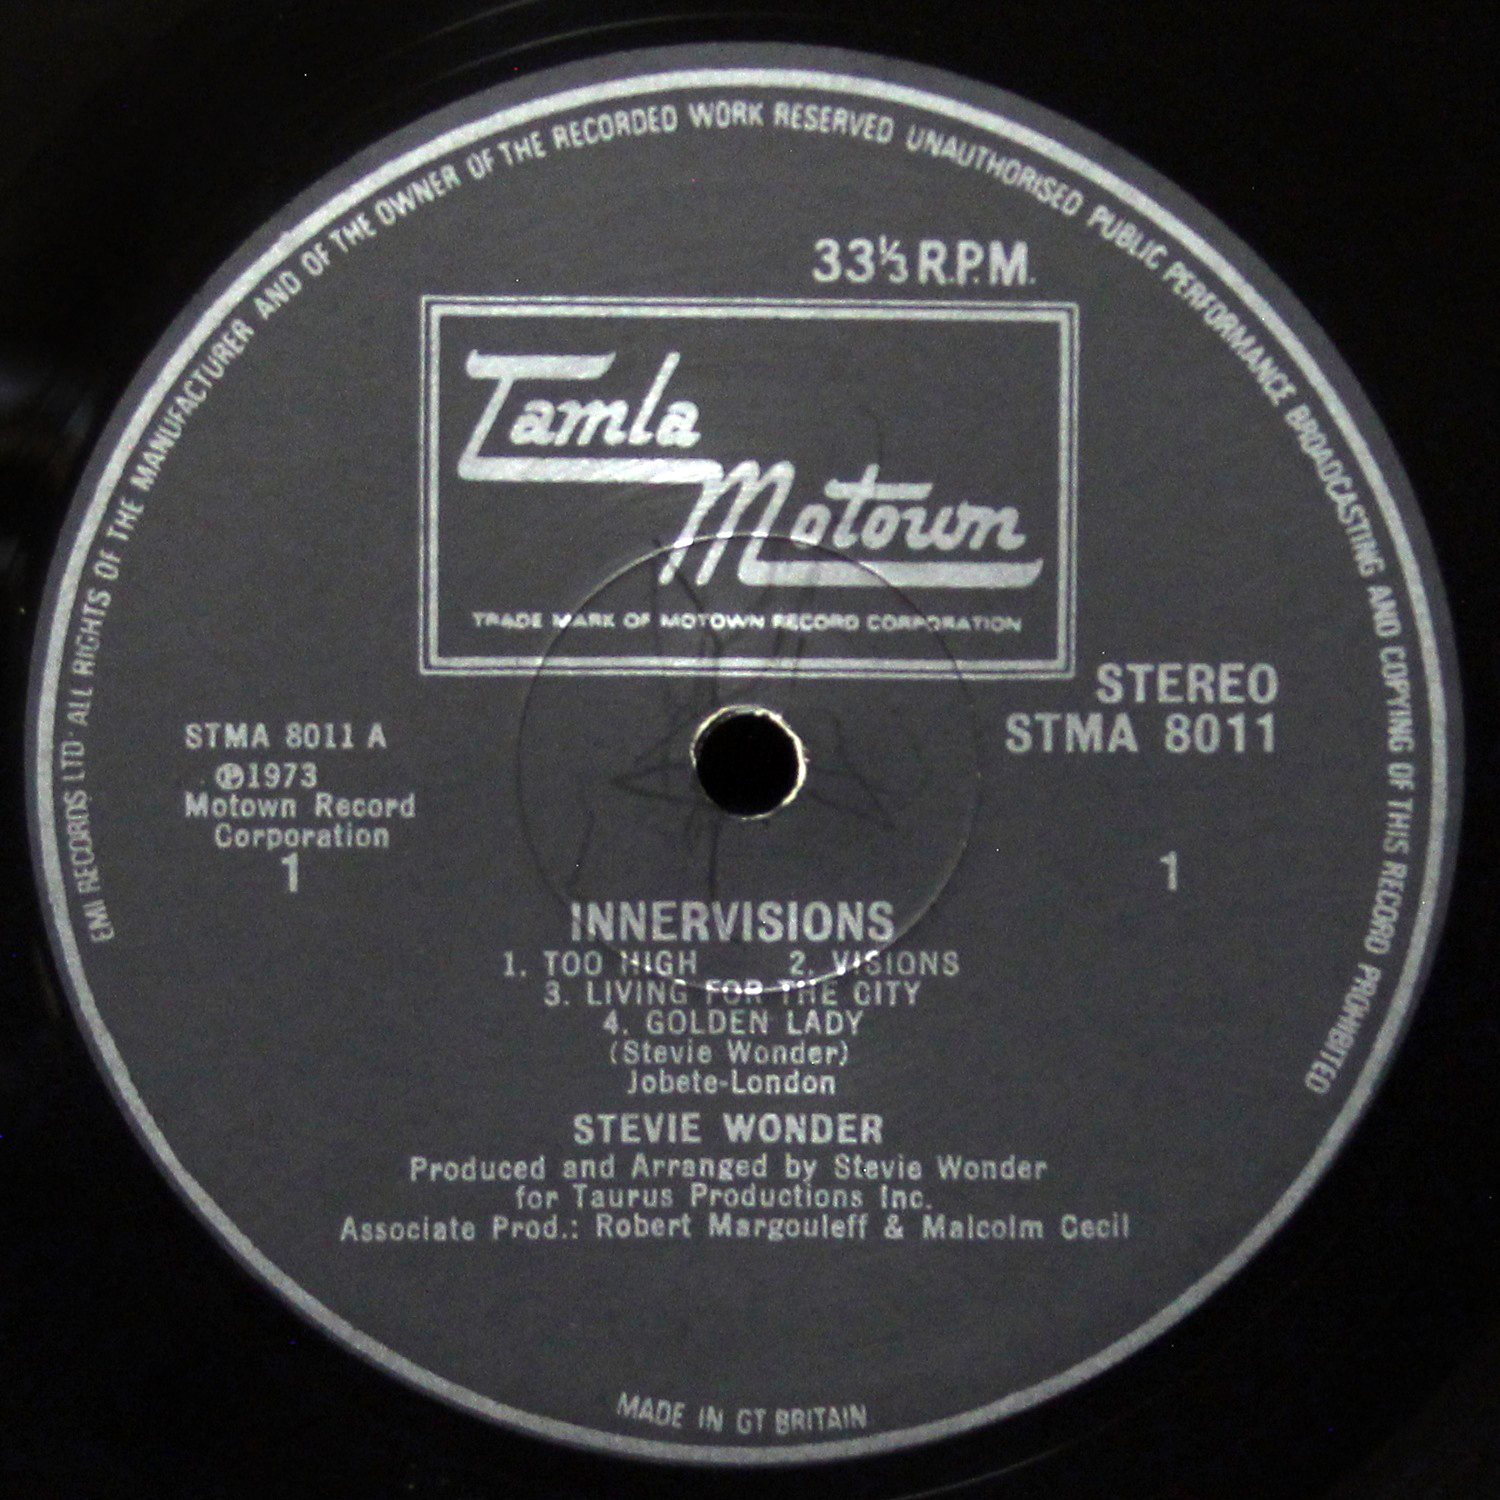 EMI RECORDS LTD· ALL RIGHTS OF THE MANUFACTURER AND OF THE OWNER OF THE RECORDED WORK RESERVED UNAUTHORISED PUBLIC PERFORMANCE BROADCASTING AND COPYING OF THIS RECORD PROHIBITED
33⅓ R.P.M.
Tamla
Motown
TRADE MARK OF MOTOWN RECORD CORPORATION
STEREO
STMA 8011
STMA 8011 A
℗1973
Motown Record
Corporation
1
1
INNERVISIONS
1. TOO HIGH 2. VISIONS
3. LIVING FOR THE CITY
4. GOLDEN LADY
(Stevie Wonder)
Jobete-London
STEVIE WONDER
Produced and Arranged by Stevie Wonder
for Taurus Productions Inc.
Associate Prod.: Robert Margouleff & Malcolm Cecil
MADE IN GT BRITAIN